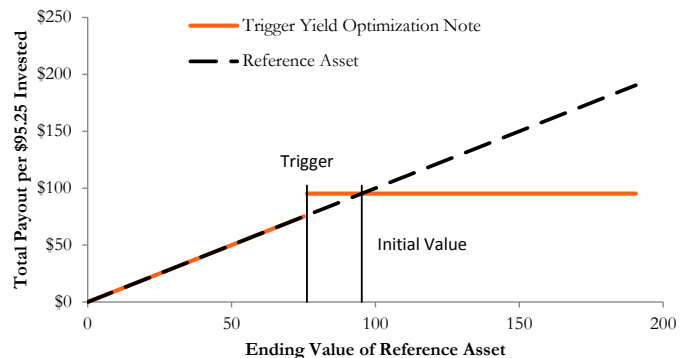 $250
Trigger Yield Optimization Note
Reference Asset
$200
$150
Trigger
$100
Initial Value
$50
$0
0 50 100 150 200
Total Payout per $95.25 Invested
Ending Value of Reference Asset